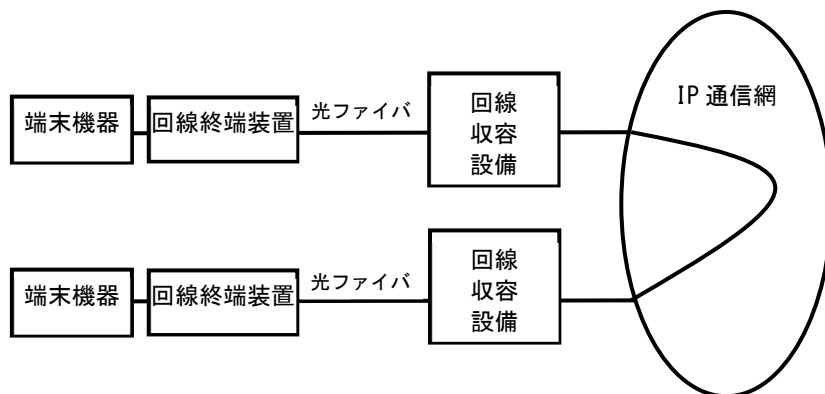 IP 通信網
端末機器
回線終端装置
光ファイバ
回線
収容
設備
端末機器
回線終端装置
光ファイバ
回線
収容
設備